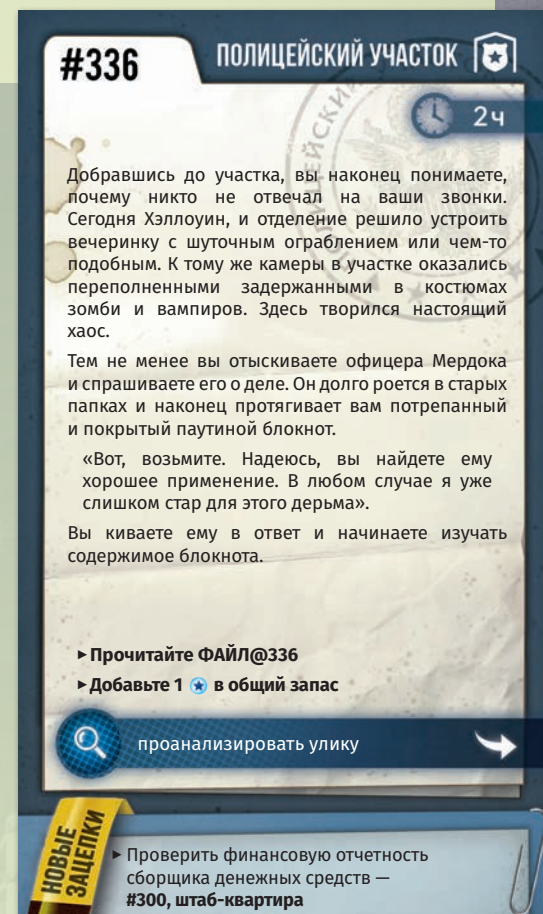 #336
ПОЛИЦЕЙСКИЙ УЧАСТОК
2ч
ПОЛИЦЕЙСКИ
Добравшись до участка, вы наконец понимаете,
почему никто не отвечал на ваши звонки.
Сегодня Хэллоуин, и отделение решило устроить
вечеринку с шуточным ограблением или чем-то
подобным. К тому же камеры в участке оказались
переполненными задержанными в костюмах
зомби и вампиров. Здесь творился настоящий
хаос.
Тем не менее вы отыскиваете офицера Мердока
и спрашиваете его о деле. Он долго роется в старых
папках и наконец протягивает вам потрепанный
и покрытый паутиной блокнот.
«Вот, возьмите. Надеюсь, вы найдете ему
хорошее применение. В любом случае я уже
слишком стар для этого дерьма».
Вы киваете ему в ответ и начинаете изучать
содержимое блокнота.
▸ Прочитайте ФАЙЛ@336
▸ Добавьте 1 в общий запас
проанализировать улику
НОВЫЕ
ЗАЦЕПКИ
▸ Проверить финансовую отчетность
сборщика денежных средств —
#300, штаб-квартира